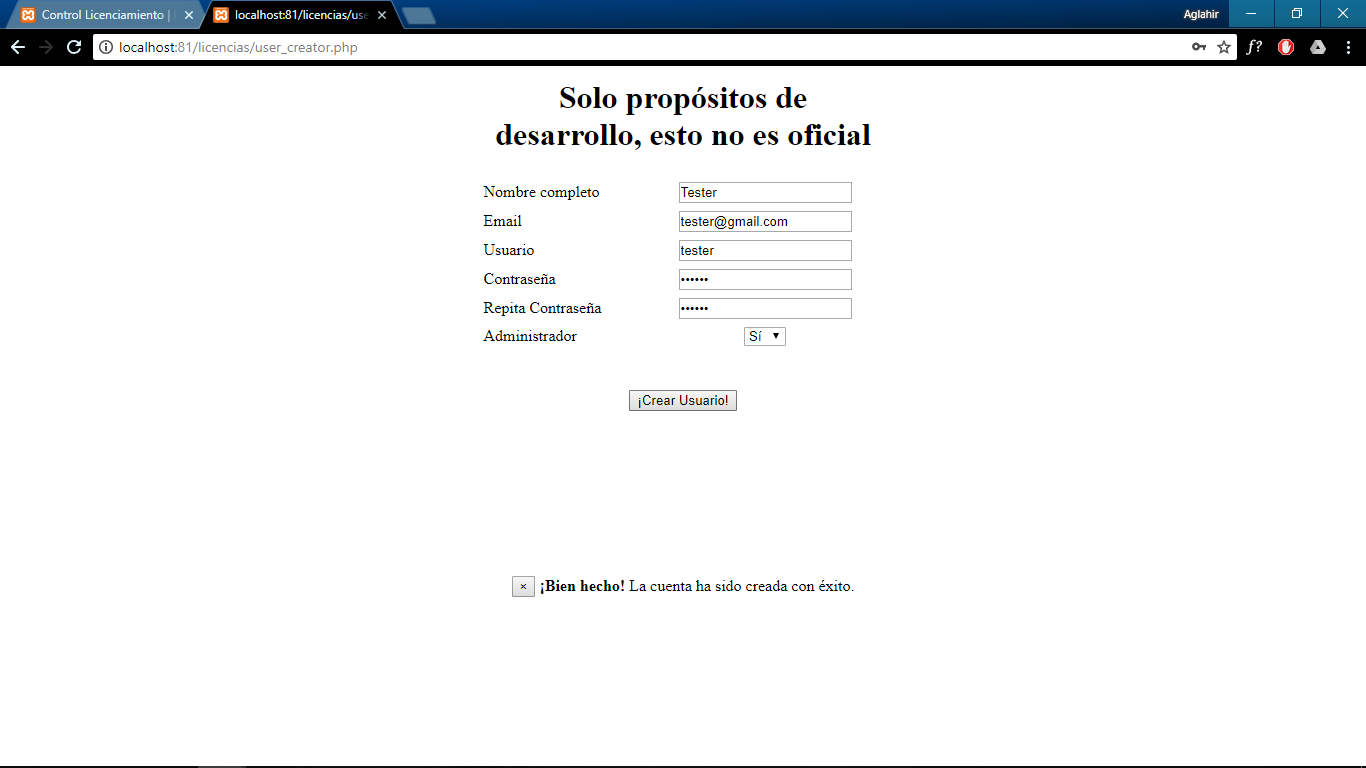 Control Licenciamiento |
localhost:81/licencias/use
Aglahir
localhost:81/licencias/user_creator.php
f?
Solo propósitos de
desarrollo, esto no es oficial
Nombre completo Tester
Email tester@gmail.com
Usuario tester
Contraseña ••••••
Repita Contraseña ••••••
Administrador Sí
¡Crear Usuario!
× ¡Bien hecho! La cuenta ha sido creada con éxito.